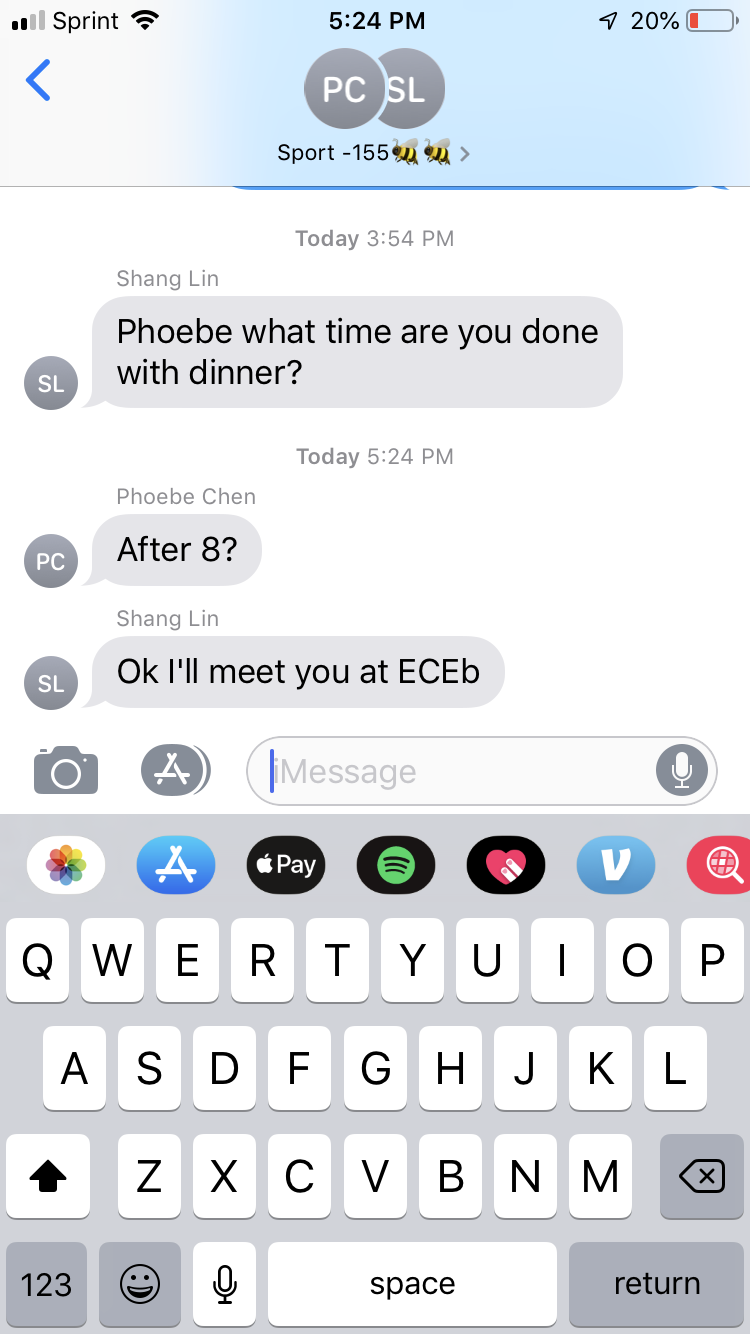 Sprint 5:24 PM 20%
PC SL
Sport -155🐝🐝 >
Today 3:54 PM
Shang Lin
Phoebe what time are you done
with dinner?
SL
Today 5:24 PM
Phoebe Chen
After 8?
PC
Shang Lin
Ok I'll meet you at ECEb
SL
iMessage
Pay
Q W E R T Y U I O P
A S D F G H J K L
Z X C V B N M
123 space return